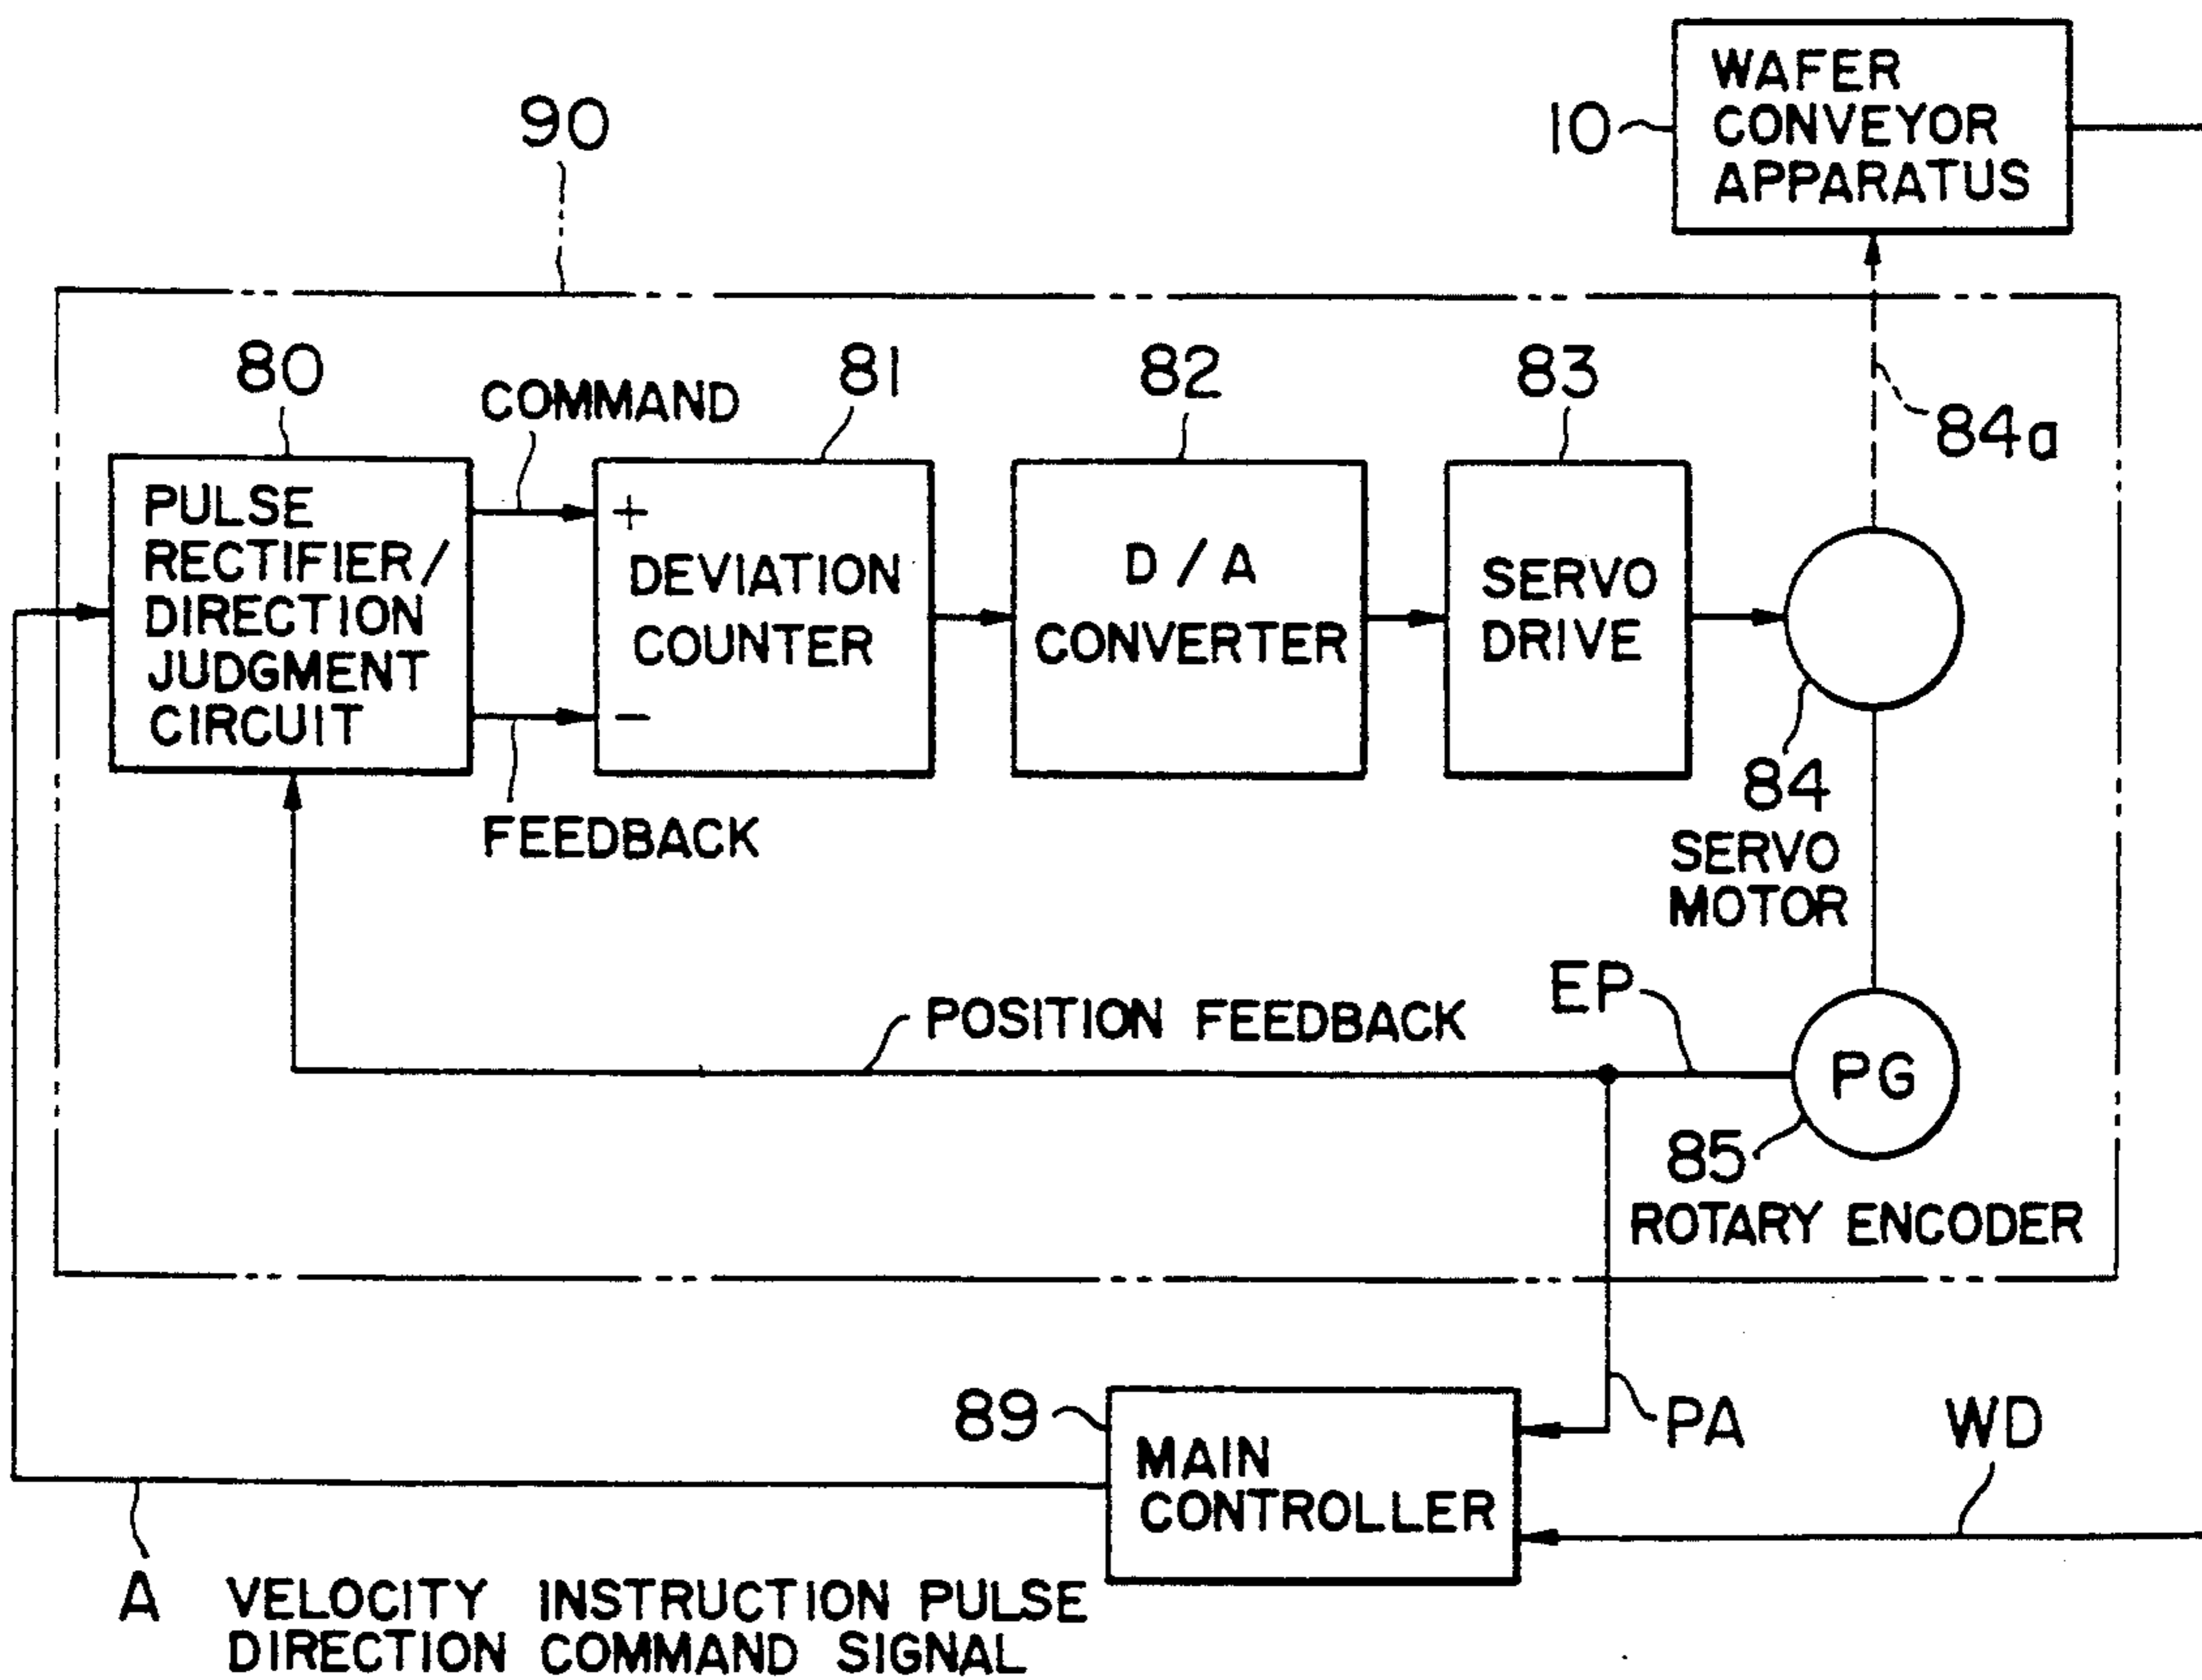 WAFER
CONVEYOR
APPARATUS
10
90
80
COMMAND
81
82
83
84a
PULSE
RECTIFIER/
DIRECTION
JUDGMENT
CIRCUIT
+
DEVIATION
COUNTER
−
D / A
CONVERTER
SERVO
DRIVE
FEEDBACK
84
SERVO
MOTOR
POSITION FEEDBACK
EP
PG
85
ROTARY ENCODER
89
MAIN
CONTROLLER
PA
WD
A
VELOCITY INSTRUCTION PULSE
DIRECTION COMMAND SIGNAL